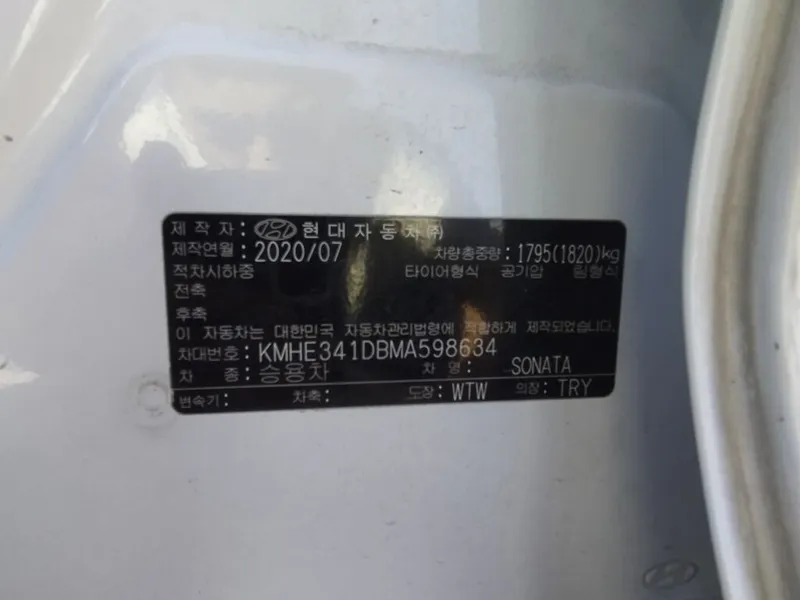 제 작 자 : 현대자동차㈜
제작연월 : 2020/07 차량총중량 : 1795(1820)kg
적차시하중 타이어형식 공기압 림형식
전축
후축
이 자동차는 대한민국 자동차관리법령에 적합하게 제작되었습니다.
차대번호 : KMHE341DBMA598634
차 종 : 승용차 차 명 : SONATA
변속기 : 차축 : 도장 : WTW 의장 : TRY